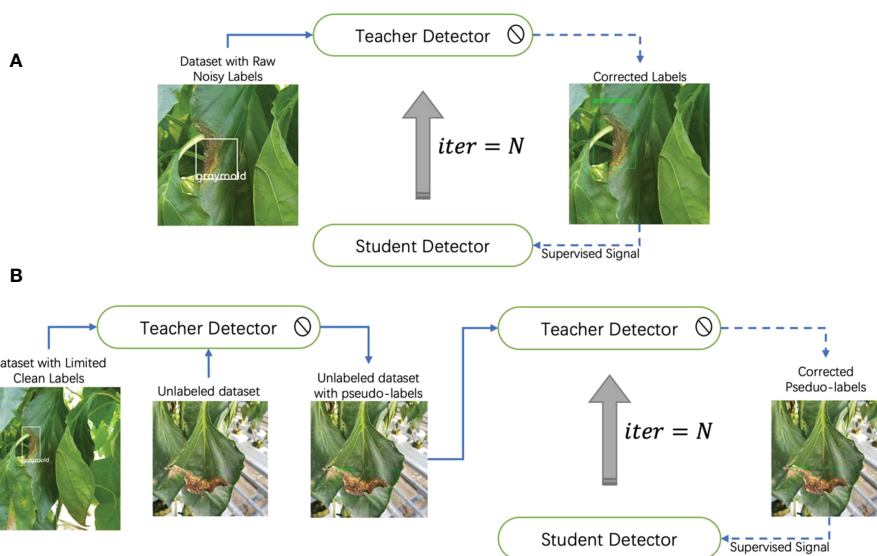 A
Teacher Detector
Dataset with Raw
Noisy Labels
Corrected Labels
graymold
iter = N
Student Detector
Supervised Signal
B
Teacher Detector
Teacher Detector
ataset with Limited
Clean Labels
Unlabeled dataset
Unlabeled dataset
with pseudo-labels
Corrected
Pseduo-labels
graymold
iter = N
Student Detector
Supervised Signal